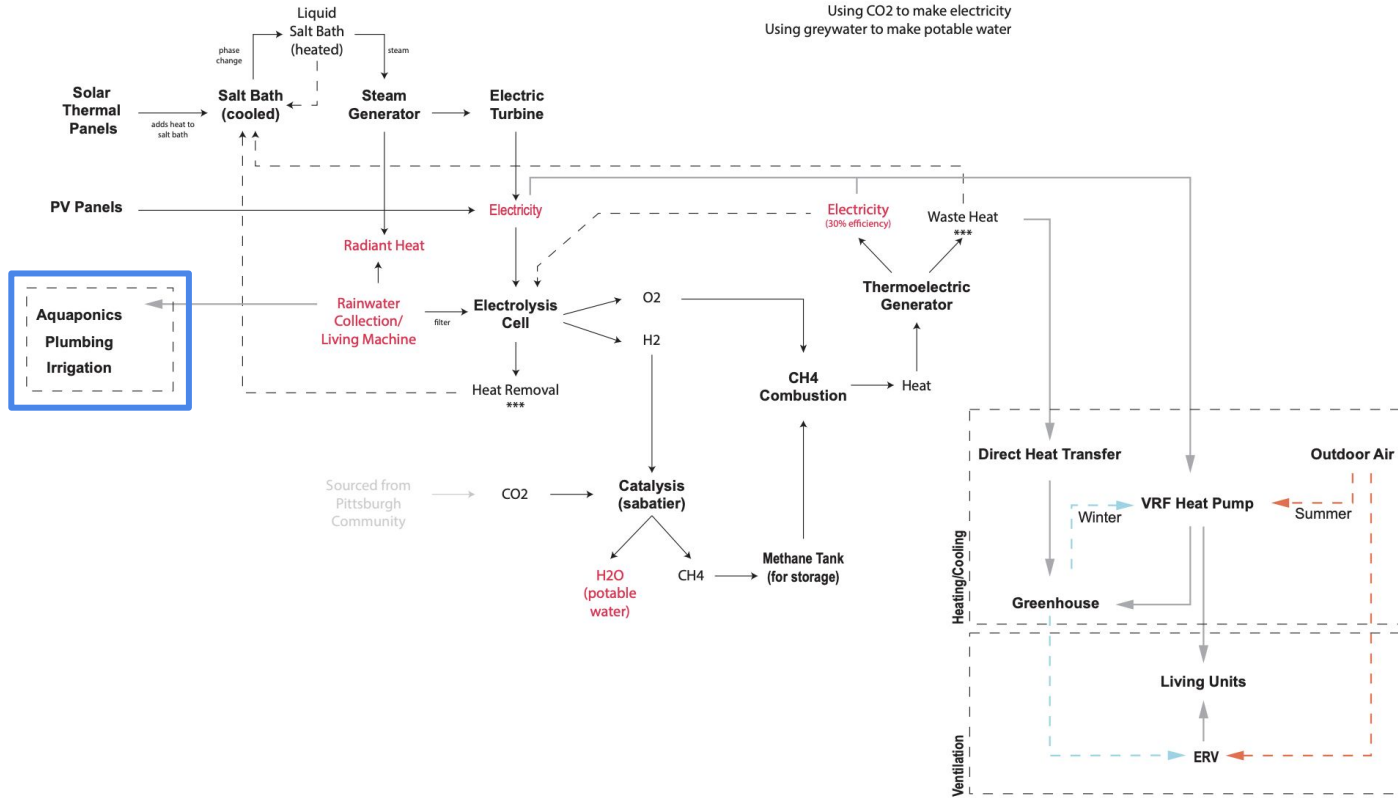 Using CO2 to make electricity
Using greywater to make potable water
Liquid
Salt Bath
(heated)
phase
change
steam
Solar
Thermal
Panels
adds heat to
salt bath
Salt Bath
(cooled)
Steam
Generator
Electric
Turbine
PV Panels
Electricity
Electricity
(30% efficiency)
Waste Heat
***
Radiant Heat
Thermoelectric
Generator
Aquaponics
Plumbing
Irrigation
Rainwater
Collection/
Living Machine
filter
Electrolysis
Cell
O2
H2
Heat Removal
***
CH4
Combustion
Heat
Sourced from
Pittsburgh
Community
CO2
Catalysis
(sabatier)
H2O
(potable
water)
CH4
Methane Tank
(for storage)
Heating/Cooling
Direct Heat Transfer
Outdoor Air
VRF Heat Pump
Winter
Summer
Greenhouse
Ventilation
Living Units
ERV